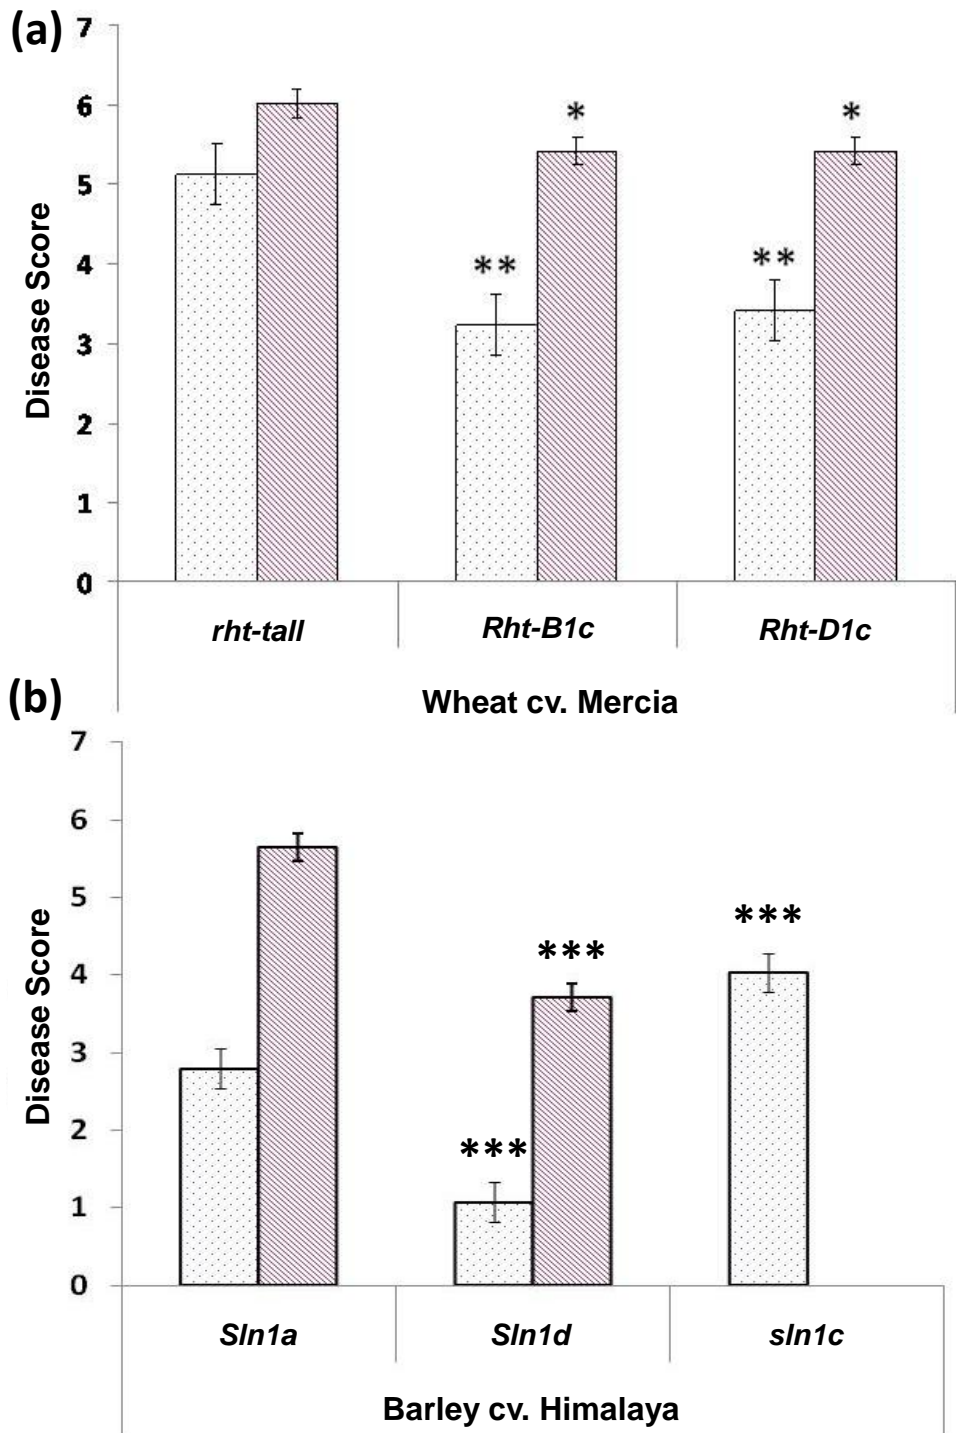 (a)
7
6
5
4
3
2
1
0
Disease Score
*
*
**
**
rht-tall Rht-B1c Rht-D1c
Wheat cv. Mercia
(b)
7
6
5
4
3
2
1
0
Disease Score
***
***
***
Sln1a Sln1d sln1c
Barley cv. Himalaya